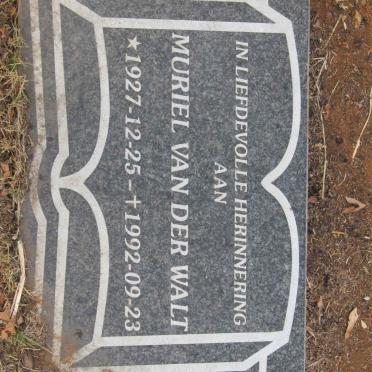 IN LIEFDEVOLLE HERINNERING
AAN
MURIEL VAN DER WALT
★1927-12-25 – ✝1992-09-23